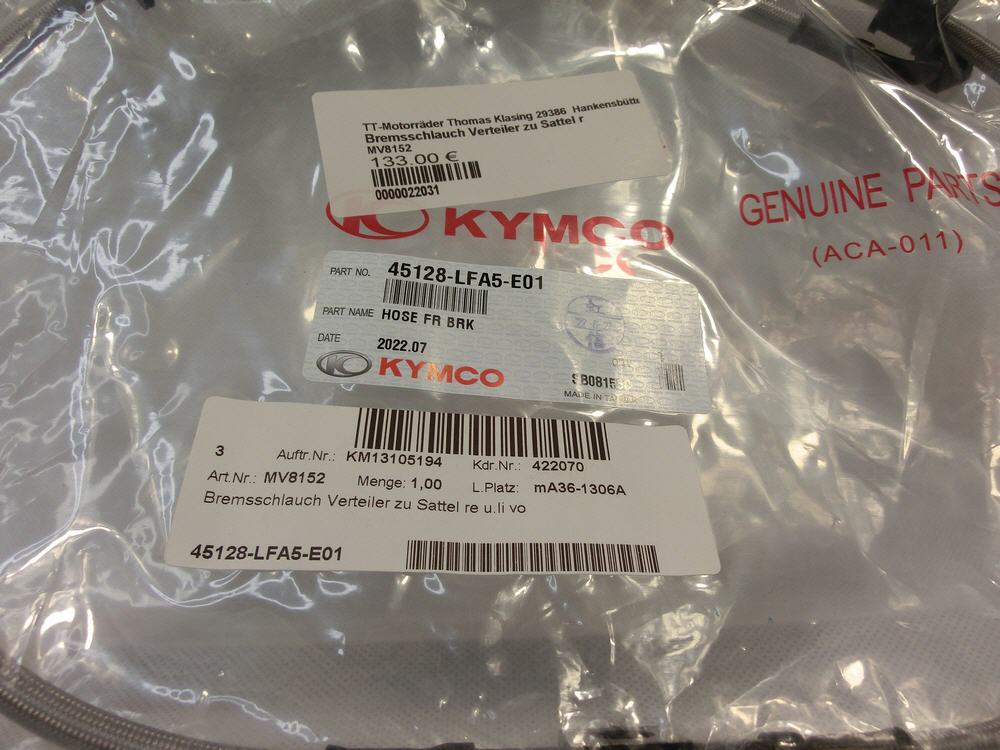 TT-Motorräder Thomas Klasing 29386 Hankensbütte
Bremsschlauch Verteiler zu Sattel r
MV8152
133.00 €
0000022031
KYMCO
GENUINE PARTS
(ACA-011)
PART NO. 45128-LFA5-E01
PART NAME HOSE FR BRK
DATE 2022.07
KYMCO
MADE IN
3 Auftr.Nr.: KM13105194 Kdr.Nr.: 422070
Art.Nr.: MV8152 Menge: 1,00 L.Platz: mA36-1306A
Bremsschlauch Verteiler zu Sattel re u.li vo
45128-LFA5-E01